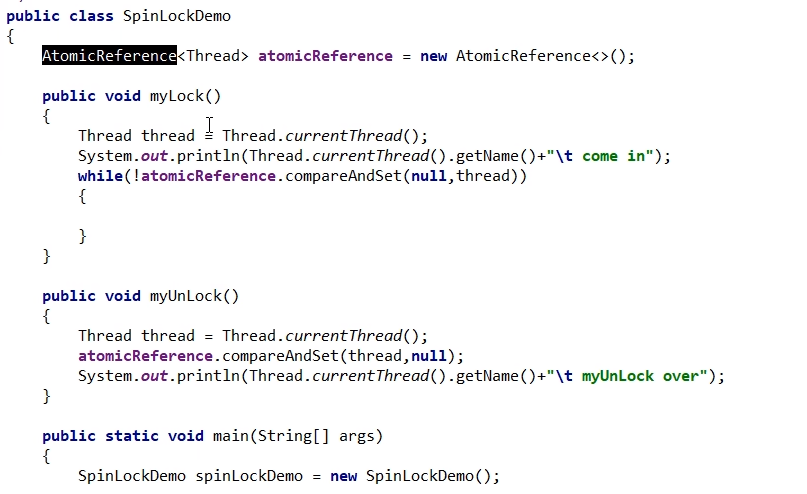 public class SpinLockDemo
{
    AtomicReference<Thread> atomicReference = new AtomicReference<>();

    public void myLock()
    {
        Thread thread = Thread.currentThread();
        System.out.println(Thread.currentThread().getName()+"\t come in");
        while(!atomicReference.compareAndSet(null,thread))
        {

        }
    }

    public void myUnLock()
    {
        Thread thread = Thread.currentThread();
        atomicReference.compareAndSet(thread,null);
        System.out.println(Thread.currentThread().getName()+"\t myUnLock over");
    }

    public static void main(String[] args)
    {
        SpinLockDemo spinLockDemo = new SpinLockDemo();